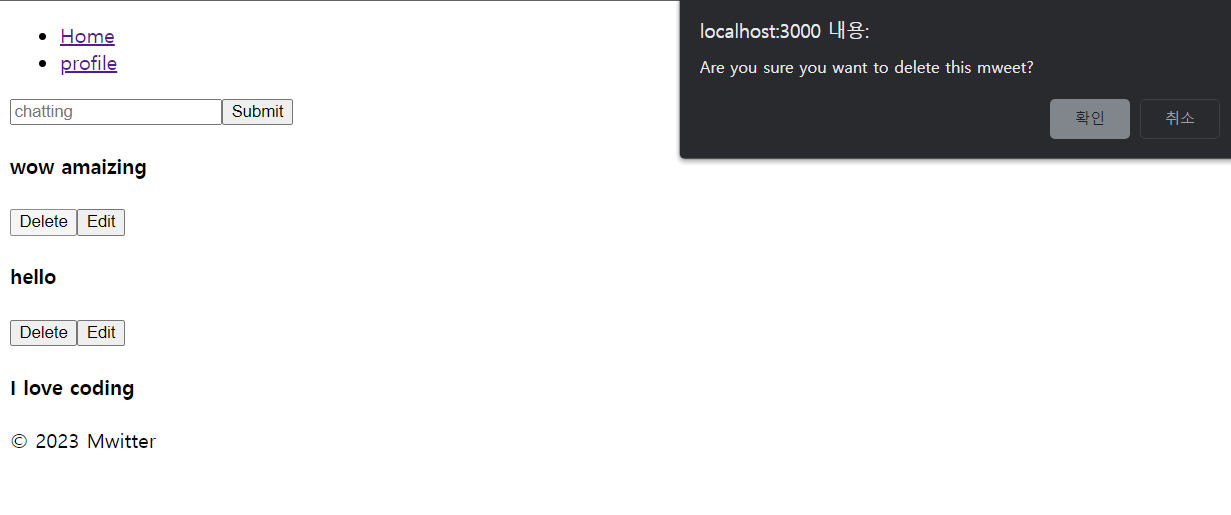 Home
profile
chatting Submit
wow amaizing
Delete Edit
hello
Delete Edit
I love coding
© 2023 Mwitter
localhost:3000 내용:
Are you sure you want to delete this mweet?
확인 취소